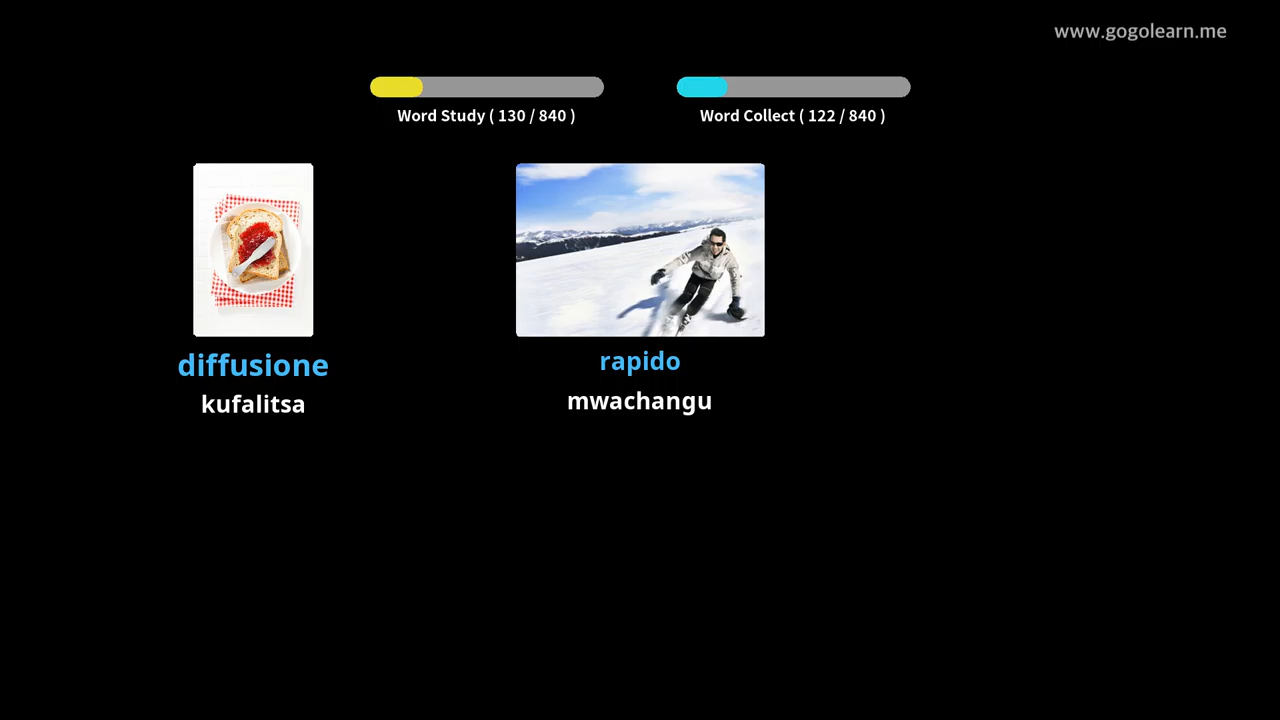 www.gogolearn.me
Word Study ( 130 / 840 )
Word Collect ( 122 / 840 )
diffusione
kufalitsa
rapido
mwachangu